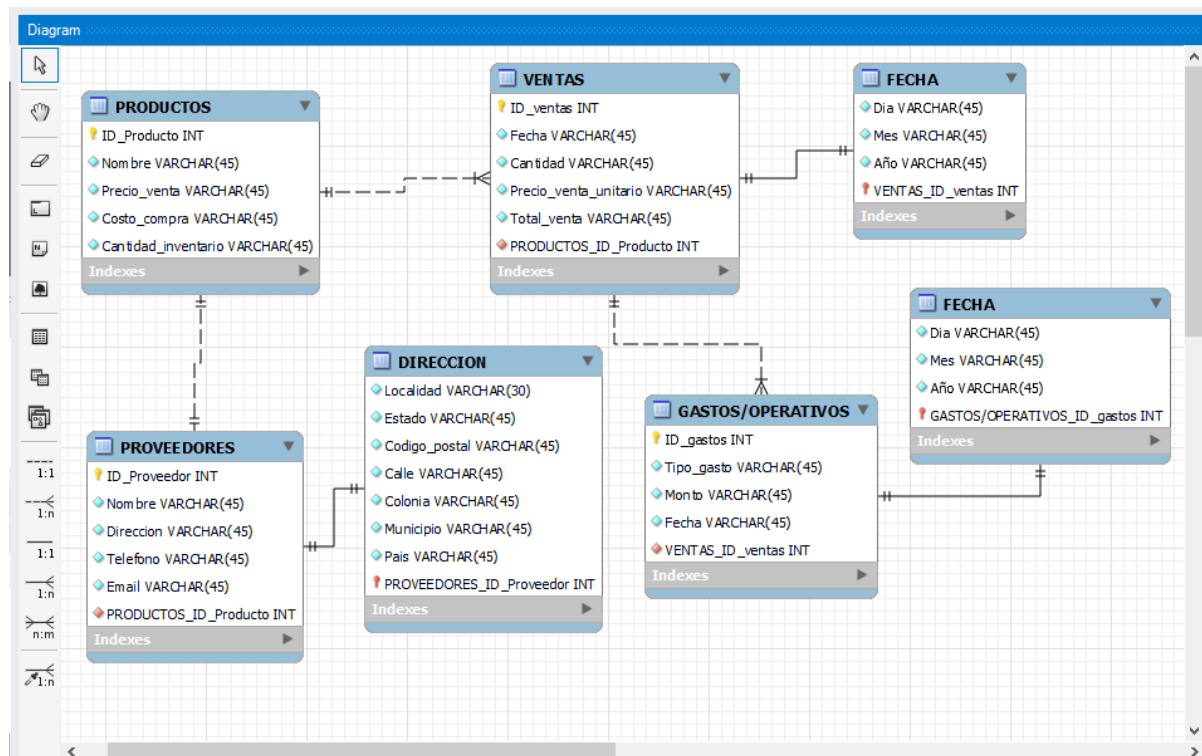 Diagram
PRODUCTOS
ID_Producto INT
Nombre VARCHAR(45)
Precio_venta VARCHAR(45)
Costo_compra VARCHAR(45)
Cantidad_inventario VARCHAR(45)
Indexes
VENTAS
ID_ventas INT
Fecha VARCHAR(45)
Cantidad VARCHAR(45)
Precio_venta_unitario VARCHAR(45)
Total_venta VARCHAR(45)
PRODUCTOS_ID_Producto INT
Indexes
FECHA
Dia VARCHAR(45)
Mes VARCHAR(45)
Año VARCHAR(45)
VENTAS_ID_ventas INT
Indexes
FECHA
Dia VARCHAR(45)
Mes VARCHAR(45)
Año VARCHAR(45)
GASTOS/OPERATIVOS_ID_gastos INT
Indexes
DIRECCION
Localidad VARCHAR(30)
Estado VARCHAR(45)
Codigo_postal VARCHAR(45)
Calle VARCHAR(45)
Colonia VARCHAR(45)
Municipio VARCHAR(45)
Pais VARCHAR(45)
PROVEEDORES_ID_Proveedor INT
Indexes
GASTOS/OPERATIVOS
ID_gastos INT
Tipo_gasto VARCHAR(45)
Monto VARCHAR(45)
Fecha VARCHAR(45)
VENTAS_ID_ventas INT
Indexes
PROVEEDORES
ID_Proveedor INT
Nombre VARCHAR(45)
Direccion VARCHAR(45)
Telefono VARCHAR(45)
Email VARCHAR(45)
PRODUCTOS_ID_Producto INT
Indexes
1:1
1:n
1:1
1:n
n:m
1:n